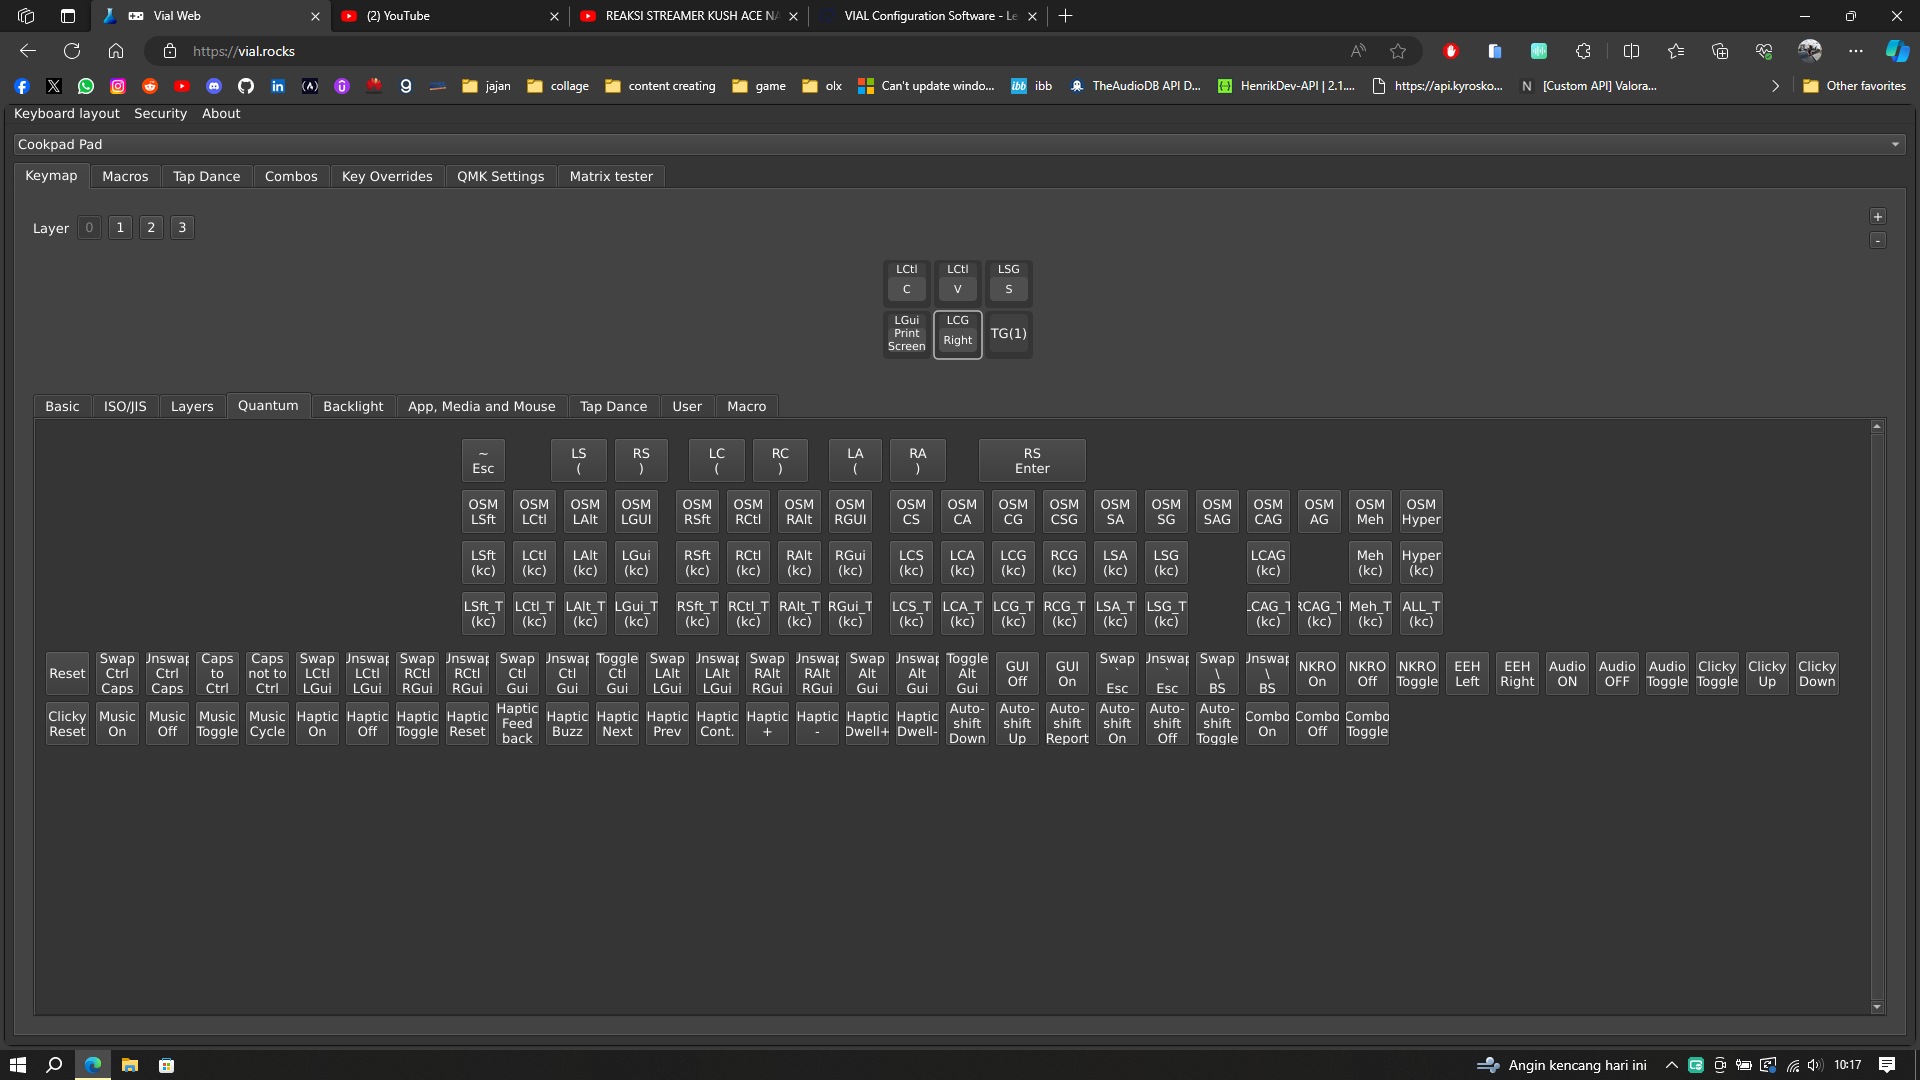 Vial Web
(2) YouTube
REAKSI STREAMER KUSH ACE NA
VIAL Configuration Software - Le
https://vial.rocks
jajan
collage
content creating
game
olx
Can't update windo...
ibb
TheAudioDB API D...
HenrikDev-API | 2.1....
https://api.kyrosko...
[Custom API] Valora...
Other favorites
Keyboard layout Security About
Cookpad Pad
Keymap Macros Tap Dance Combos Key Overrides QMK Settings Matrix tester
Layer 0 1 2 3
+
-
LCtl LCtl LSG
C V S
LGui Print Screen
LCG Right
TG(1)
Basic ISO/JIS Layers Quantum Backlight App, Media and Mouse Tap Dance User Macro
~ LS RS LC RC LA RA RS
Esc ( ) ( ) ( ) Enter
OSM OSM OSM OSM OSM OSM OSM OSM OSM OSM OSM OSM OSM OSM OSM OSM OSM OSM OSM
LSft LCtl LAlt LGUI RSft RCtl RAlt RGUI CS CA CG CSG SA SG SAG CAG AG Meh Hyper
LSft LCtl LAlt LGui RSft RCtl RAlt RGui LCS LCA LCG RCG LSA LSG LCAG Meh Hyper
(kc) (kc) (kc) (kc) (kc) (kc) (kc) (kc) (kc) (kc) (kc) (kc) (kc) (kc) (kc) (kc) (kc)
LSft_T LCtl_T LAlt_T LGui_T RSft_T RCtl_T RAlt_T RGui_T LCS_T LCA_T LCG_T RCG_T LSA_T LSG_T LCAG_T RCAG_T Meh_T ALL_T
(kc) (kc) (kc) (kc) (kc) (kc) (kc) (kc) (kc) (kc) (kc) (kc) (kc) (kc) (kc) (kc) (kc) (kc)
Reset
Swap Ctrl Caps
Unswap Ctrl Caps
Caps to Ctrl
Caps not to Ctrl
Swap LCtl LGui
Unswap LCtl LGui
Swap RCtl RGui
Unswap RCtl RGui
Swap Ctl Gui
Unswap Ctl Gui
Toggle Ctl Gui
Swap LAlt LGui
Unswap LAlt LGui
Swap RAlt RGui
Unswap RAlt RGui
Swap Alt Gui
Unswap Alt Gui
Toggle Alt Gui
GUI Off
GUI On
Swap ` Esc
Unswap ` Esc
Swap \ BS
Unswap \ BS
NKRO On
NKRO Off
NKRO Toggle
EEH Left
EEH Right
Audio ON
Audio OFF
Audio Toggle
Clicky Toggle
Clicky Up
Clicky Down
Clicky Reset
Music On
Music Off
Music Toggle
Music Cycle
Haptic On
Haptic Off
Haptic Toggle
Haptic Reset
Haptic Feed back
Haptic Buzz
Haptic Next
Haptic Prev
Haptic Cont.
Haptic +
Haptic -
Haptic Dwell+
Haptic Dwell-
Auto-shift Down
Auto-shift Up
Auto-shift Report
Auto-shift On
Auto-shift Off
Auto-shift Toggle
Combo On
Combo Off
Combo Toggle
Angin kencang hari ini
10:17